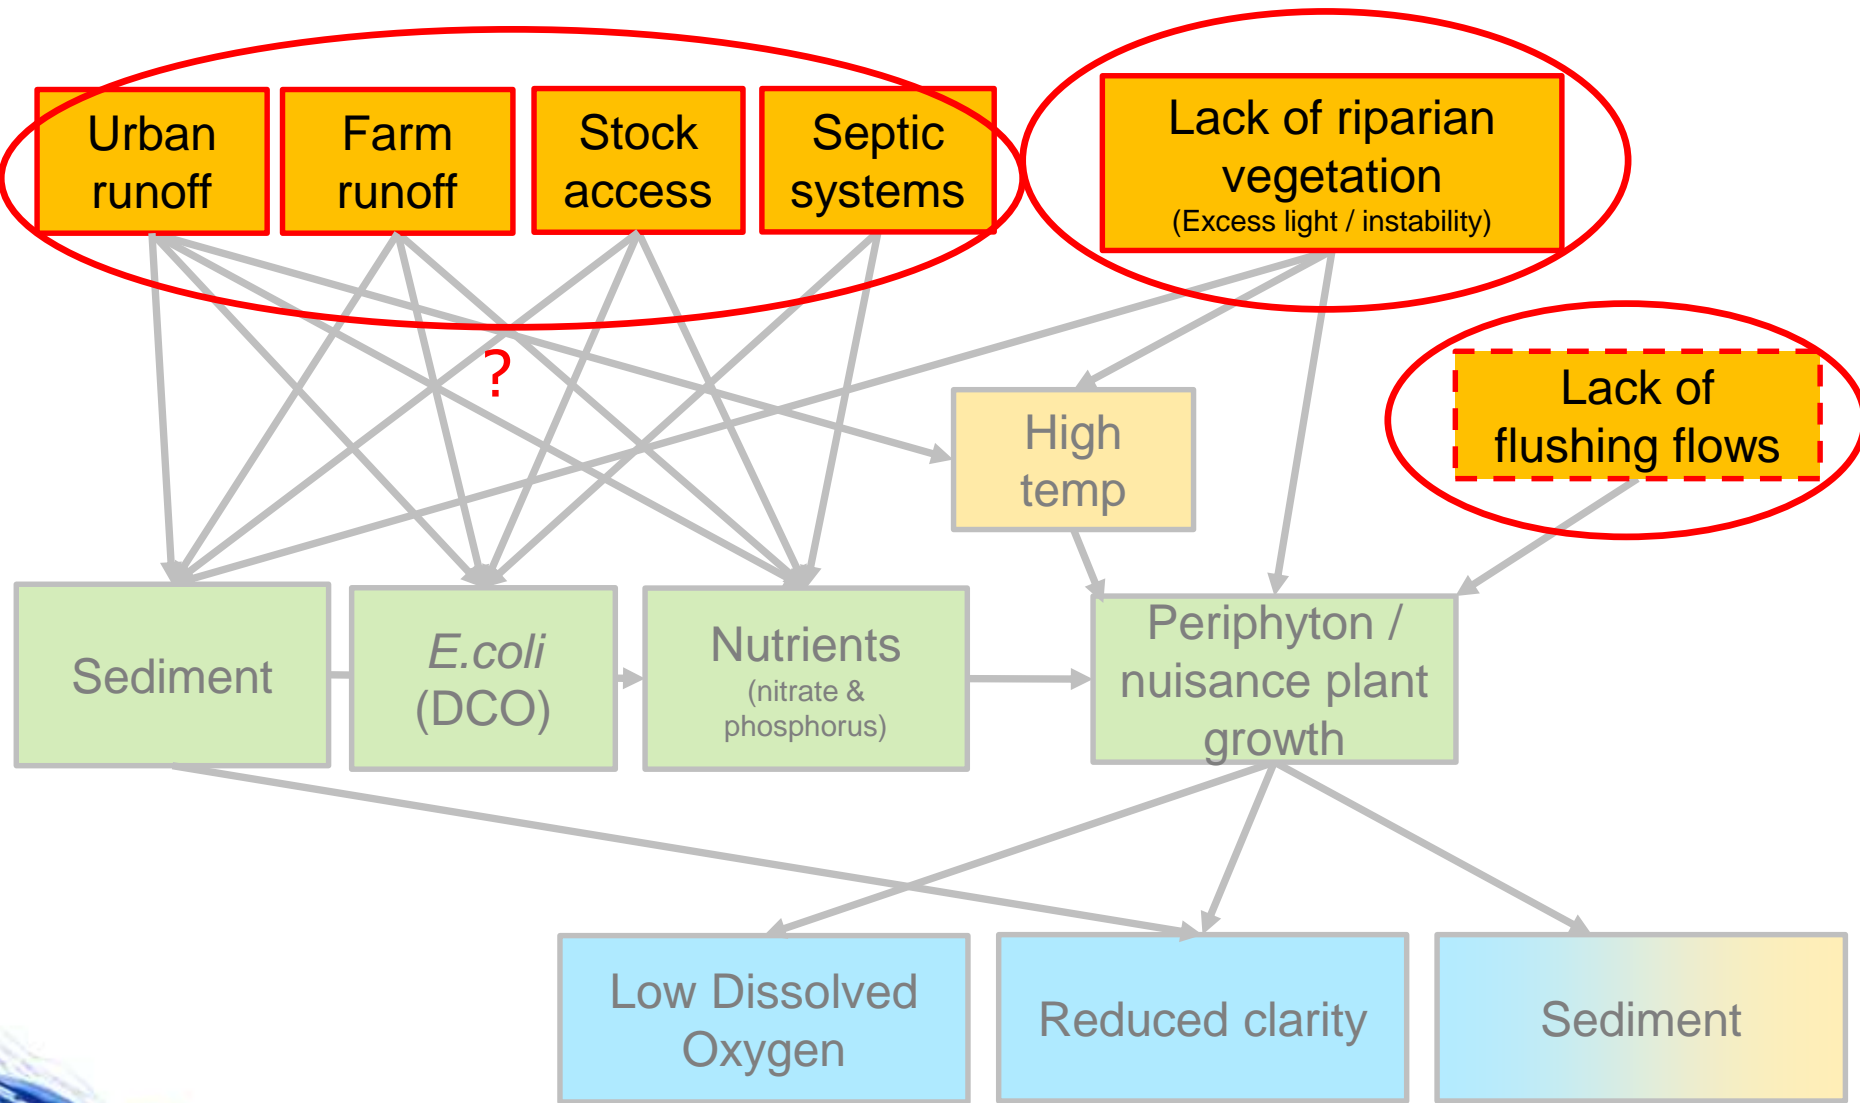 Urban
runoff
Farm
runoff
Stock
access
Septic
systems
Lack of riparian
vegetation
(Excess light / instability)
?
Lack of
flushing flows
High
temp
Sediment
E.coli
(DCO)
Nutrients
(nitrate &
phosphorus)
Periphyton /
nuisance plant
growth
Low Dissolved
Oxygen
Reduced clarity
Sediment